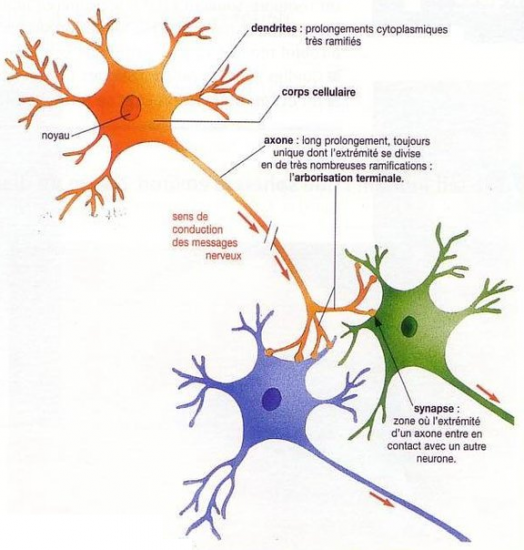 dendrites : prolongements cytoplasmiques
très ramifiés
corps cellulaire
noyau
axone : long prolongement, toujours
unique dont l'extrémité se divise
en de très nombreuses ramifications :
l'arborisation terminale.
sens de
conduction
des messages
nerveux
synapse :
zone où l'extrémité
d'un axone entre en
contact avec un autre
neurone.